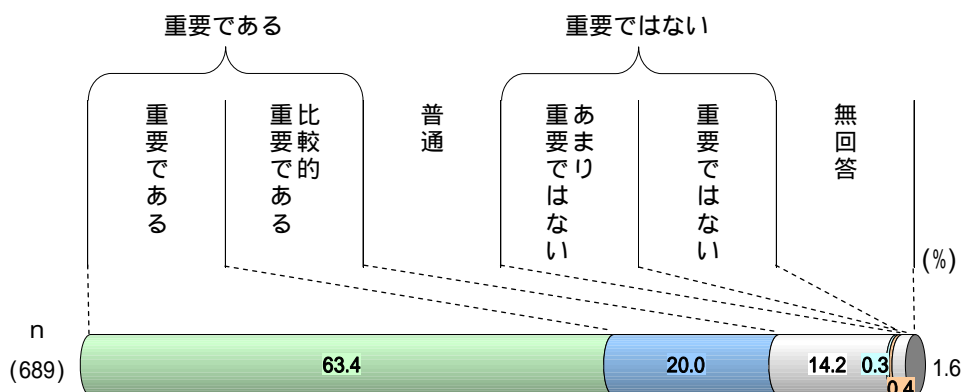 重要である
重要ではない
重要である
比較的
重要である
普通
あまり
重要ではない
重要ではない
無回答
(%)
n
(689)
63.4
20.0
14.2
0.3
0.4
1.6